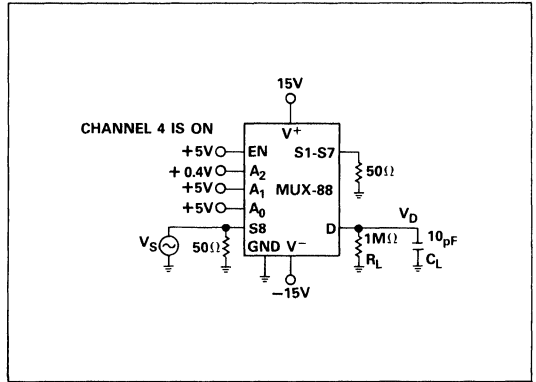 15V
CHANNEL 4 IS ON
V+
+5V EN S1-S7
+0.4V A2 50Ω
+5V A1 MUX-88
+5V A0 VD
S8 D
VS 50Ω 1MΩ 10pF
GND V− RL CL
−15V